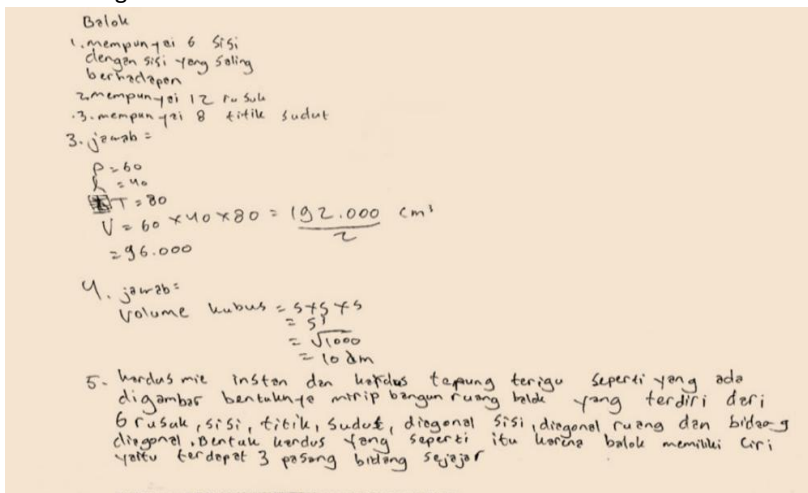 Balok
1. mempunyai 6 sisi
dengan sisi yang saling
berhadapan
2. mempunyai 12 rusuk
3. mempunyai 8 titik sudut
3. jawab =
P = 60
l = 40
T = 80
V = 60 × 40 × 80 = 192.000 cm³
2
= 96.000
4. jawab =
Volume kubus = s×s×s
= s³
= √1000
= 10 dm
5. kardus mie instan dan kardus tepung terigu seperti yang ada
digambar bentuknya mirip bangun ruang balok yang terdiri dari
6 rusuk, sisi, titik, sudut, diagonal sisi, diagonal ruang dan bidang
diagonal. Bentuk kardus yang seperti itu karena balok memiliki ciri
yaitu terdapat 3 pasang bidang sejajar